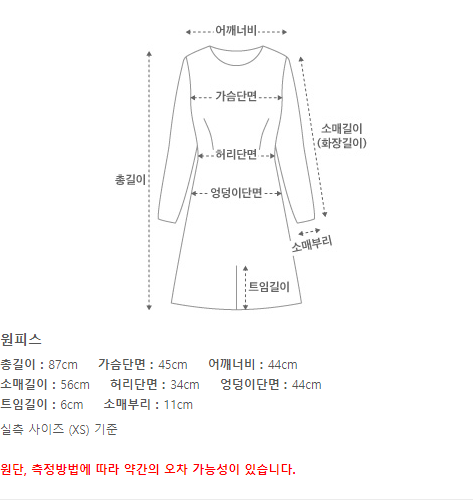 어깨너비
가슴단면
소매길이
(화장길이)
허리단면
총길이
엉덩이단면
소매부리
트임길이
원피스
총길이 : 87cm 가슴단면 : 45cm 어깨너비 : 44cm
소매길이 : 56cm 허리단면 : 34cm 엉덩이단면 : 44cm
트임길이 : 6cm 소매부리 : 11cm
실측 사이즈 (XS) 기준
원단, 측정방법에 따라 약간의 오차 가능성이 있습니다.